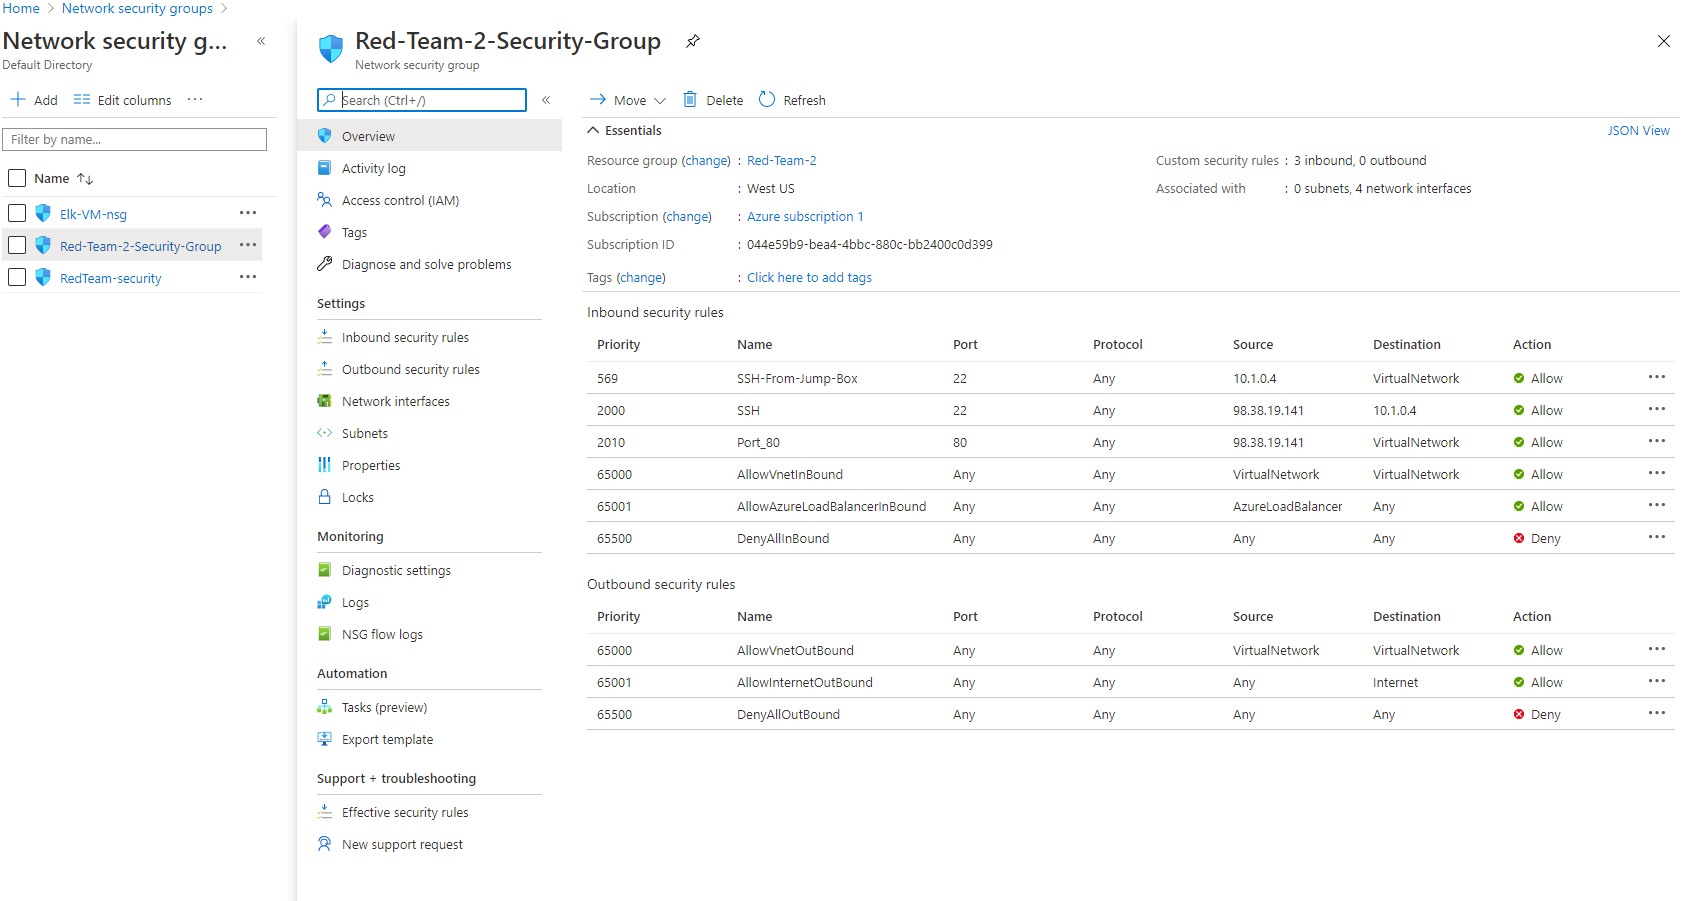 Home > Network security groups >
Network security g...
Default Directory
Add Edit columns ...
Filter by name...
Name
Elk-VM-nsg
Red-Team-2-Security-Group
RedTeam-security
Red-Team-2-Security-Group
Network security group
Search (Ctrl+/)
Overview
Activity log
Access control (IAM)
Tags
Diagnose and solve problems
Settings
Inbound security rules
Outbound security rules
Network interfaces
Subnets
Properties
Locks
Monitoring
Diagnostic settings
Logs
NSG flow logs
Automation
Tasks (preview)
Export template
Support + troubleshooting
Effective security rules
New support request
Move Delete Refresh
Essentials JSON View
Resource group (change) : Red-Team-2 Custom security rules : 3 inbound, 0 outbound
Location : West US Associated with : 0 subnets, 4 network interfaces
Subscription (change) : Azure subscription 1
Subscription ID : 044e59b9-bea4-4bbc-880c-bb2400c0d399
Tags (change) : Click here to add tags
Inbound security rules
Priority Name Port Protocol Source Destination Action
569 SSH-From-Jump-Box 22 Any 10.1.0.4 VirtualNetwork Allow
2000 SSH 22 Any 98.38.19.141 10.1.0.4 Allow
2010 Port_80 80 Any 98.38.19.141 VirtualNetwork Allow
65000 AllowVnetInBound Any Any VirtualNetwork VirtualNetwork Allow
65001 AllowAzureLoadBalancerInBound Any Any AzureLoadBalancer Any Allow
65500 DenyAllInBound Any Any Any Any Deny
Outbound security rules
Priority Name Port Protocol Source Destination Action
65000 AllowVnetOutBound Any Any VirtualNetwork VirtualNetwork Allow
65001 AllowInternetOutBound Any Any Any Internet Allow
65500 DenyAllOutBound Any Any Any Any Deny